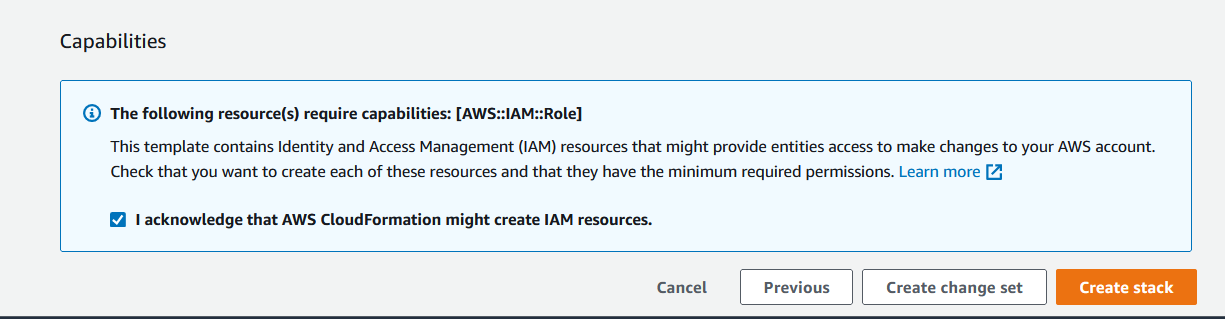 Capabilities
The following resource(s) require capabilities: [AWS::IAM::Role]
This template contains Identity and Access Management (IAM) resources that might provide entities access to make changes to your AWS account.
Check that you want to create each of these resources and that they have the minimum required permissions. Learn more
I acknowledge that AWS CloudFormation might create IAM resources.
Cancel Previous Create change set Create stack